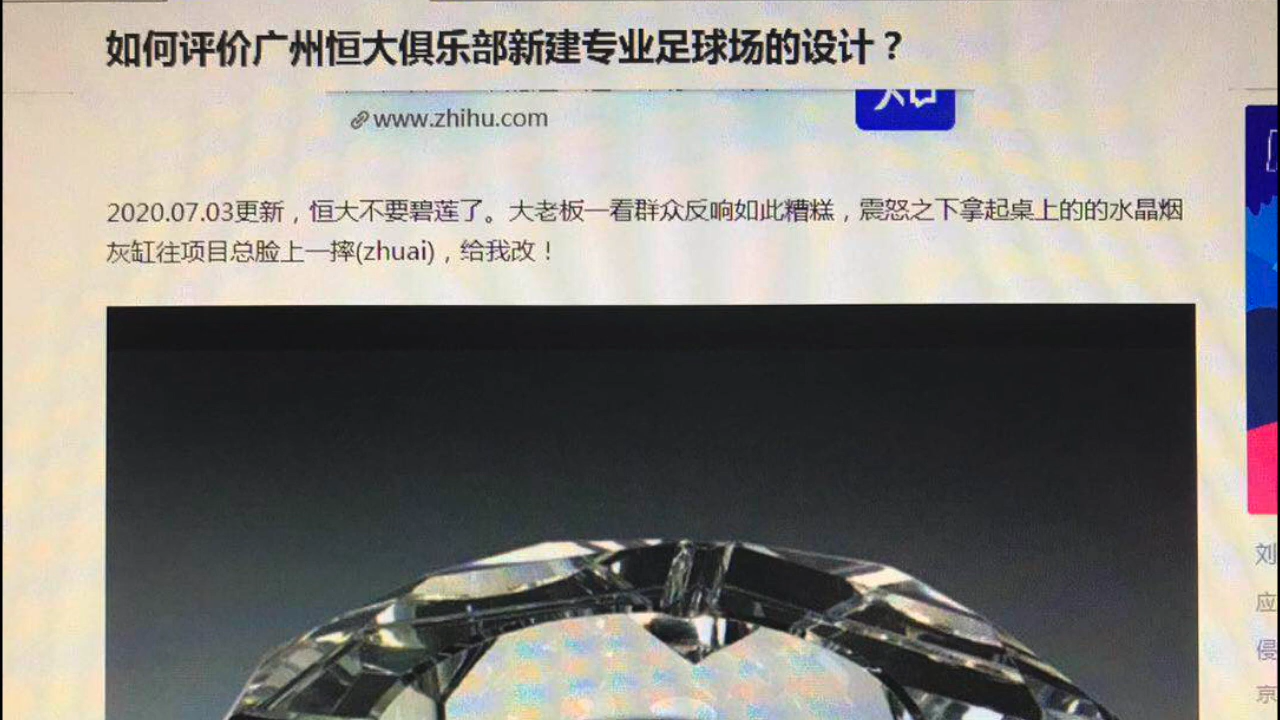 如何评价广州恒大俱乐部新建专业足球场的设计？
www.zhihu.com
2020.07.03更新，恒大不要碧莲了。大老板一看群众反响如此糟糕，震怒之下拿起桌上的的水晶烟
灰缸往项目总脸上一摔(zhuai)，给我改！
刘
应
侵
京